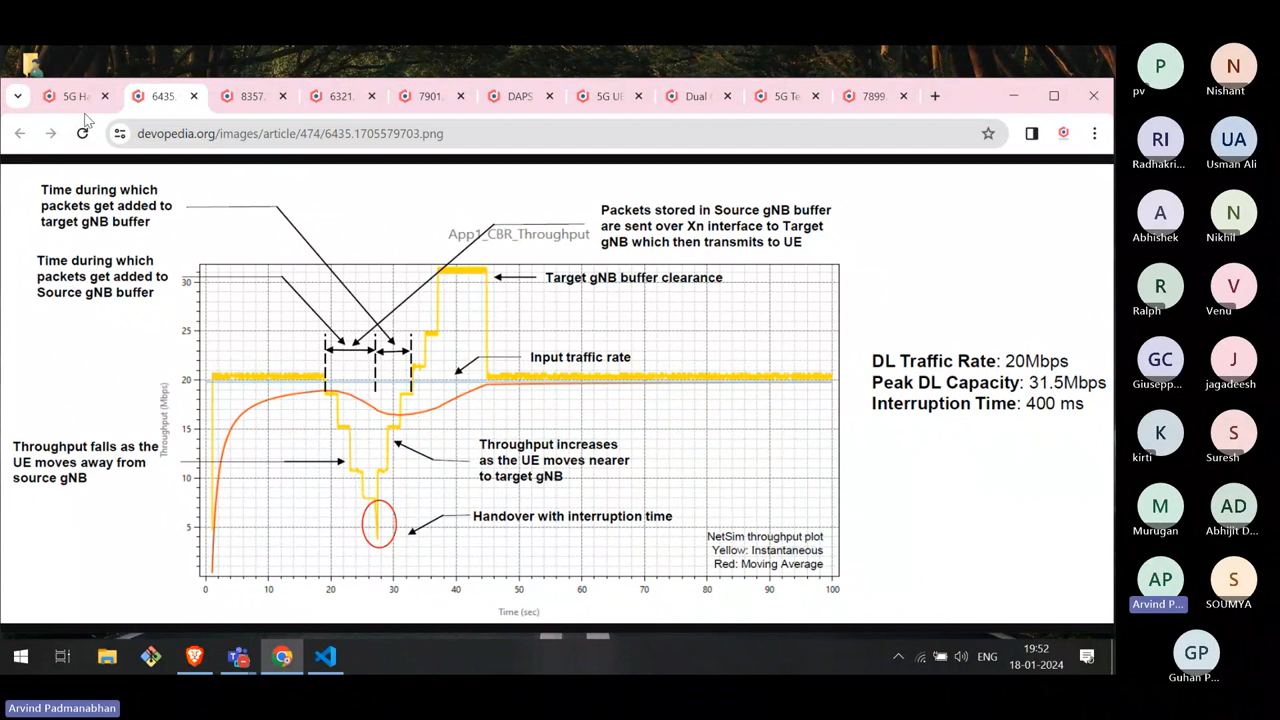 5G Ha
6435.
8357.
6321.
7901.
DAPS
5G UE
Dual
5G Te
7899.
devopedia.org/images/article/474/6435.1705579703.png
Time during which
packets get added to
target gNB buffer
Time during which
packets get added to
Source gNB buffer
App1_CBR_Throughput
Packets stored in Source gNB buffer
are sent over Xn interface to Target
gNB which then transmits to UE
Target gNB buffer clearance
Input traffic rate
DL Traffic Rate: 20Mbps
Peak DL Capacity: 31.5Mbps
Interruption Time: 400 ms
Throughput falls as the
UE moves away from
source gNB
Throughput increases
as the UE moves nearer
to target gNB
Handover with interruption time
NetSim throughput plot
Yellow: Instantaneous
Red: Moving Average
Throughput (Mbps)
30
25
20
15
10
5
0 10 20 30 40 50 60 70 80 90 100
Time (sec)
ENG
19:52
18-01-2024
P
pv
N
Nishant
RI
Radhakri...
UA
Usman Ali
A
Abhishek
N
Nikhil
R
Ralph
V
Venu
GC
Giusepp...
J
jagadeesh
K
kirti
S
Suresh
M
Murugan
AD
Abhijit D...
AP
Arvind P...
S
SOUMYA
GP
Guhan P...
Arvind Padmanabhan